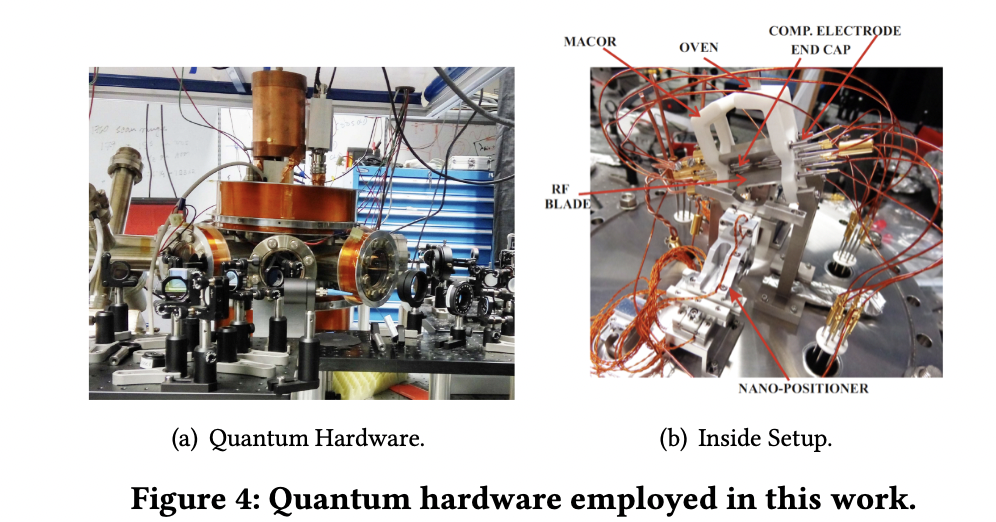 MACOR
OVEN
COMP. ELECTRODE
END CAP
RF
BLADE
NANO-POSITIONER
(a) Quantum Hardware.
(b) Inside Setup.
Figure 4: Quantum hardware employed in this work.